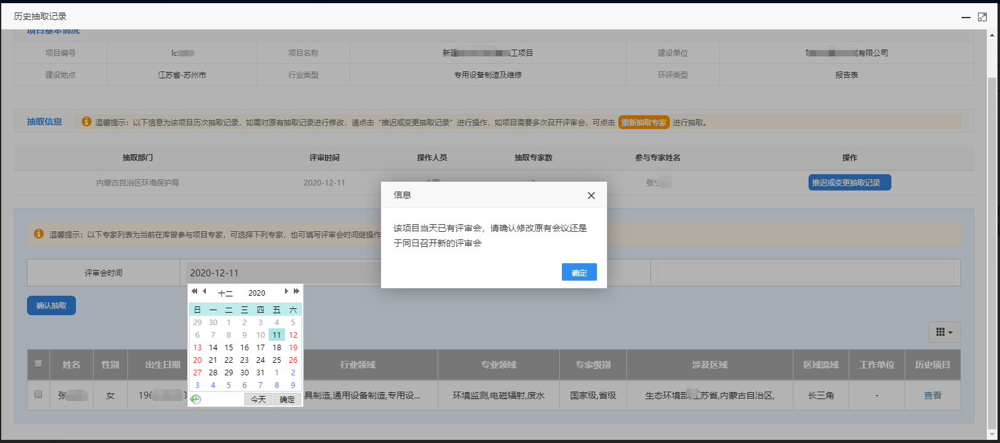 历史抽取记录
项目基本情况
项目编号 lc 项目名称 新建 工项目 建设单位 有限公司
建设地点 江苏省-苏州市 行业类型 专用设备制造及维修 环评类型 报告表
抽取信息 温馨提示：以下信息为该项目历次抽取记录，如需对原有抽取记录进行修改，请点击“推迟或变更抽取记录”进行操作，如项目需要多次召开评审会，可点击 重新抽取专家 进行抽取。
抽取部门 评审时间 操作人员 抽取专家数 参与专家姓名 操作
内蒙古自治区环境保护局 2020-12-11 张 推迟或变更抽取记录
信息
该项目当天已有评审会，请确认修改原有会议还是
于同日召开新的评审会
确定
温馨提示：以下专家列表为当前在库曾参与项目专家，可选择下列专家，也可填写评审会时间继操作
评审会时间 2020-12-11
确认抽取
十二 2020
日 一 二 三 四 五 六
29 30 1 2 3 4 5
6 7 8 9 10 11 12
13 14 15 16 17 18 19
20 21 22 23 24 25 26
27 28 29 30 31 1 2
3 4 5 6 7 8 9
今天 确定
姓名 性别 出生日期 行业领域 专业领域 专家级别 涉及区域 区域流域 工作单位 历史项目
张 女 196 具制造,通用设备制造,专用设... 环境监测,电磁辐射,废水 国家级,省级 生态环境部,江苏省,内蒙古自治区, 长三角 - 查看